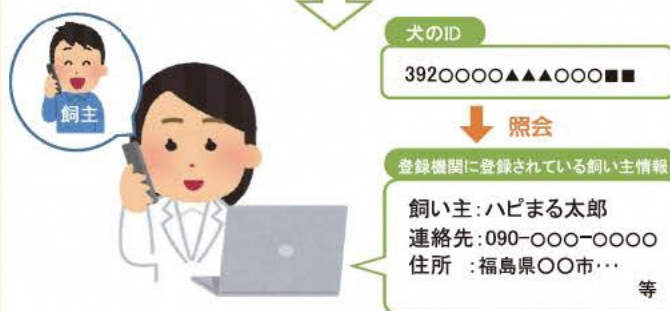 飼主
犬のID
392○○○○▲▲▲○○○■■
照会
登録機関に登録されている飼い主情報
飼い主:ハピまる太郎
連絡先:090-○○○-○○○○
住所 :福島県○○市…
等